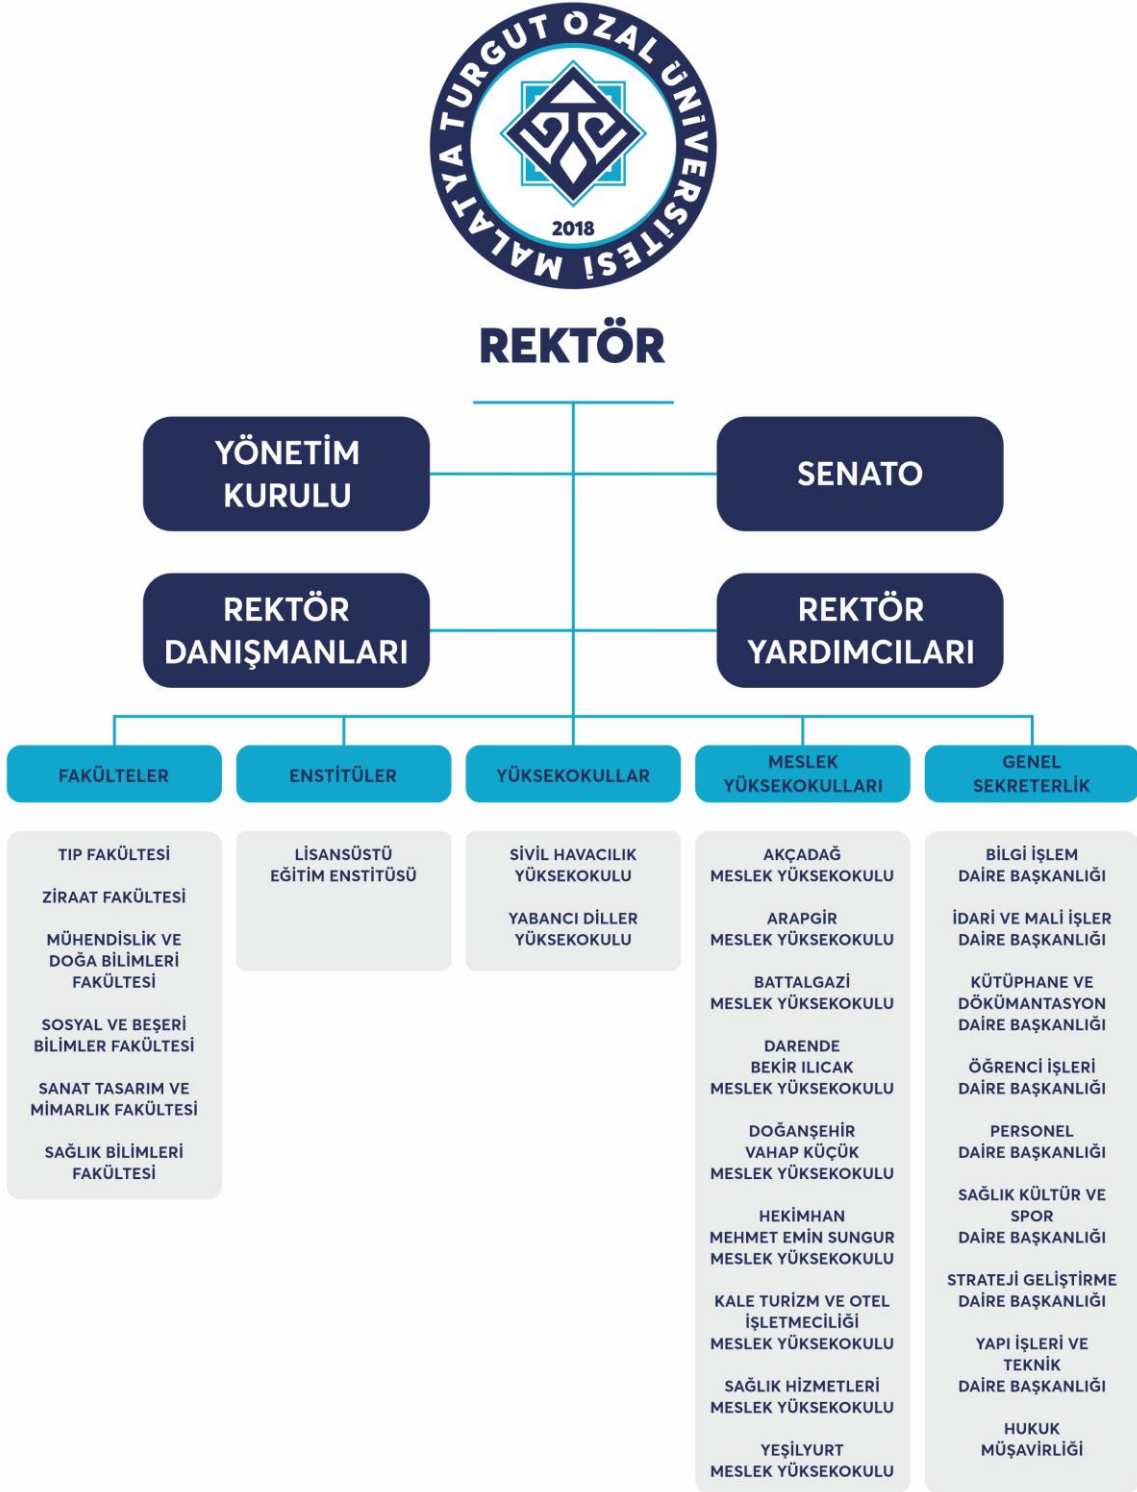 MALATYA TURGUT ÖZAL ÜNİVERSİTESİ
2018
REKTÖR
YÖNETİM
KURULU
SENATO
REKTÖR
DANIŞMANLARI
REKTÖR
YARDIMCILARI
FAKÜLTELER
TIP FAKÜLTESİ
ZİRAAT FAKÜLTESİ
MÜHENDİSLİK VE
DOĞA BİLİMLERİ
FAKÜLTESİ
SOSYAL VE BEŞERİ
BİLİMLER FAKÜLTESİ
SANAT TASARIM VE
MİMARLIK FAKÜLTESİ
SAĞLIK BİLİMLERİ
FAKÜLTESİ
ENSTİTÜLER
LİSANSÜSTÜ
EĞİTİM ENSTİTÜSÜ
YÜKSEKOKULLAR
SİVİL HAVACILIK
YÜKSEKOKULU
YABANCI DİLLER
YÜKSEKOKULU
MESLEK
YÜKSEKOKULLARI
AKÇADAĞ
MESLEK YÜKSEKOKULU
ARAPGİR
MESLEK YÜKSEKOKULU
BATTALGAZİ
MESLEK YÜKSEKOKULU
DARENDE
BEKİR ILICAK
MESLEK YÜKSEKOKULU
DOĞANŞEHİR
VAHAP KÜÇÜK
MESLEK YÜKSEKOKULU
HEKİMHAN
MEHMET EMİN SUNGUR
MESLEK YÜKSEKOKULU
KALE TURİZM VE OTEL
İŞLETMECİLİĞİ
MESLEK YÜKSEKOKULU
SAĞLIK HİZMETLERİ
MESLEK YÜKSEKOKULU
YEŞİLYURT
MESLEK YÜKSEKOKULU
GENEL
SEKRETERLİK
BİLGİ İŞLEM
DAİRE BAŞKANLIĞI
İDARİ VE MALİ İŞLER
DAİRE BAŞKANLIĞI
KÜTÜPHANE VE
DÖKÜMANTASYON
DAİRE BAŞKANLIĞI
ÖĞRENCİ İŞLERİ
DAİRE BAŞKANLIĞI
PERSONEL
DAİRE BAŞKANLIĞI
SAĞLIK KÜLTÜR VE
SPOR
DAİRE BAŞKANLIĞI
STRATEJİ GELİŞTİRME
DAİRE BAŞKANLIĞI
YAPI İŞLERİ VE
TEKNİK
DAİRE BAŞKANLIĞI
HUKUK
MÜŞAVİRLİĞİ